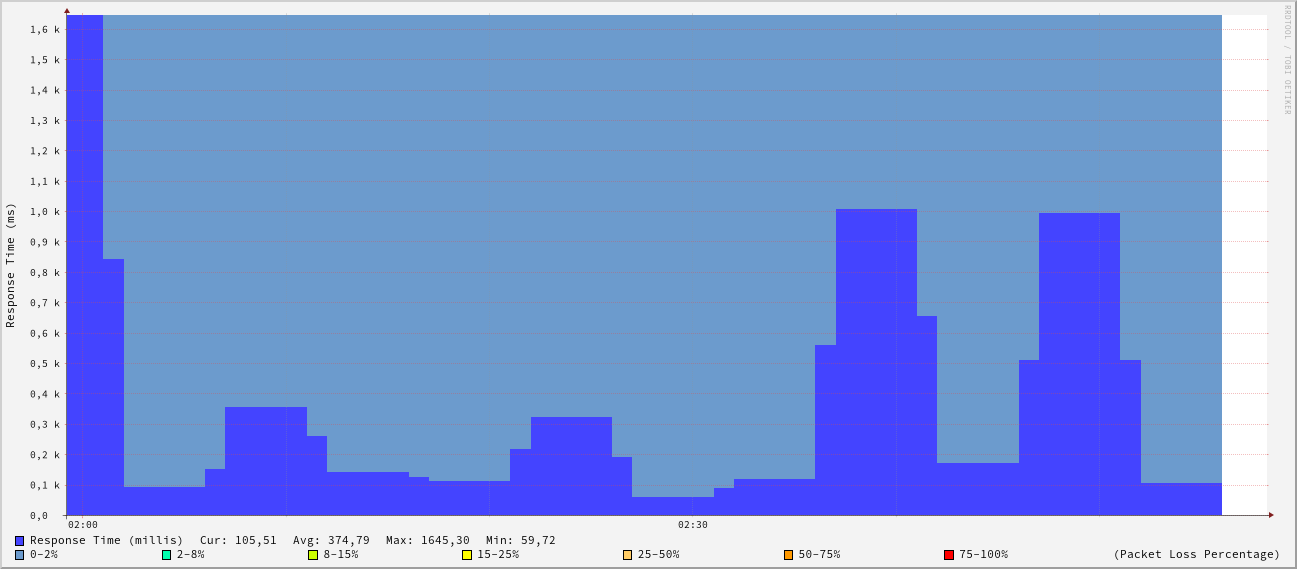 RRDTOOL / TOBI OETIKER
Response Time (ms)
1,6 k
1,5 k
1,4 k
1,3 k
1,2 k
1,1 k
1,0 k
0,9 k
0,8 k
0,7 k
0,6 k
0,5 k
0,4 k
0,3 k
0,2 k
0,1 k
0,0
02:00 02:30
Response Time (millis) Cur: 105,51 Avg: 374,79 Max: 1645,30 Min: 59,72
0-2% 2-8% 8-15% 15-25% 25-50% 50-75% 75-100% (Packet Loss Percentage)